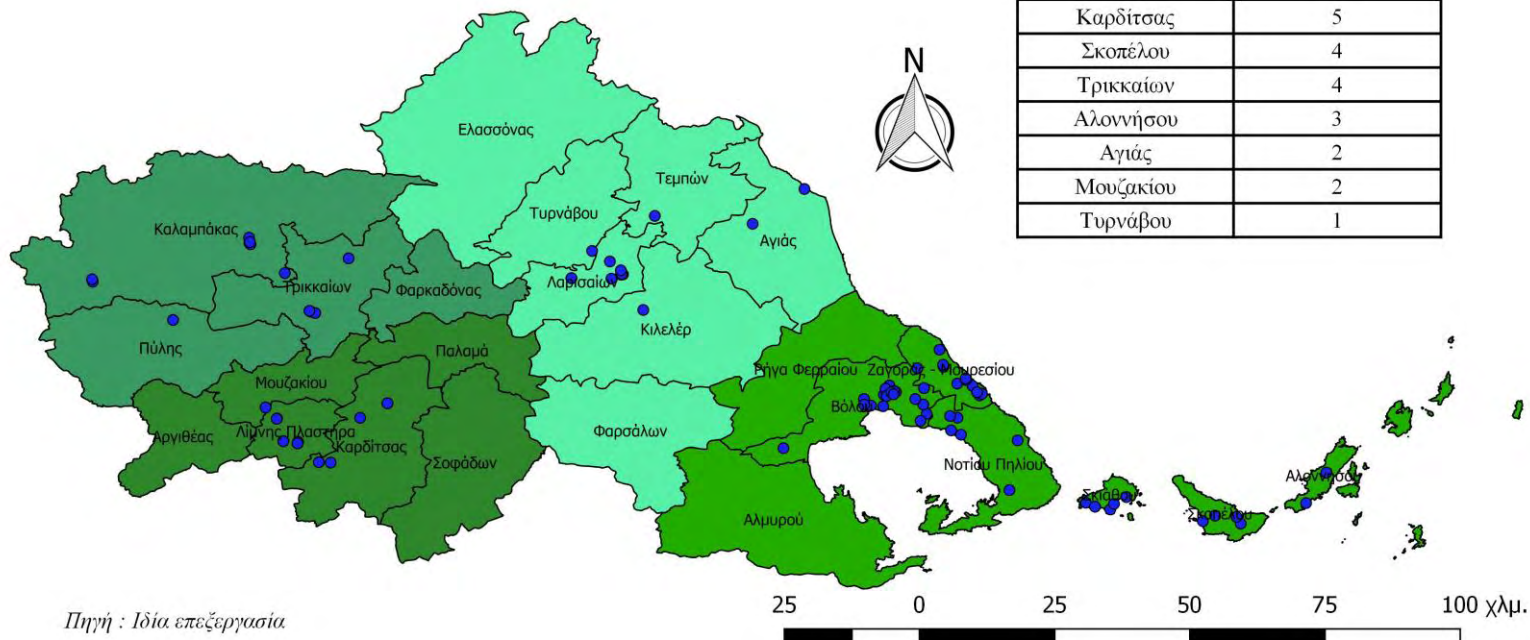 Καρδίτσας 5
Σκοπέλου 4
Τρικκαίων 4
Αλοννήσου 3
Αγιάς 2
Μουζακίου 2
Τυρνάβου 1
N
Ελασσόνας
Τεμπών
Τυρνάβου
Καλαμπάκας
Αγιάς
Λαρισαίων
Τρικκαίων
Φαρκαδόνας
Κιλελέρ
Πύλης
Παλαμά
Ρήγα Φερραίου
Ζαγοράς - Μουρεσίου
Μουζακίου
Βόλου
Αργιθέας
Λίμνης Πλαστήρα
Καρδίτσας
Φαρσάλων
Σοφάδων
Νοτίου Πηλίου
Αλοννήσου
Σκιάθου
Σκοπέλου
Αλμυρού
25 0 25 50 75 100 χλμ.
Πηγή : Ιδία επεξεργασία